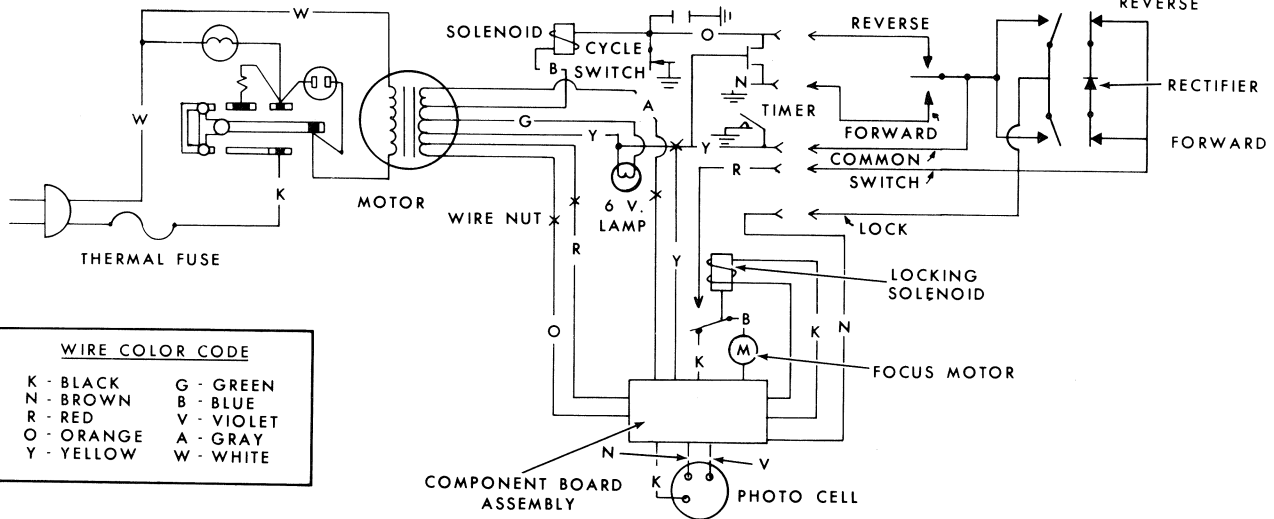 REVERSE
W
SOLENOID
CYCLE
SWITCH
B
O
REVERSE
RECTIFIER
W
A
N
TIMER
G
Y
Y
FORWARD
FORWARD
COMMON
SWITCH
R
K
MOTOR
WIRE NUT
6 V.
LAMP
LOCK
THERMAL FUSE
R
Y
LOCKING
SOLENOID
O
B
K
N
K
M
FOCUS MOTOR
WIRE COLOR CODE
K - BLACK
N - BROWN
R - RED
O - ORANGE
Y - YELLOW
G - GREEN
B - BLUE
V - VIOLET
A - GRAY
W - WHITE
N
V
K
COMPONENT BOARD
ASSEMBLY
PHOTO CELL